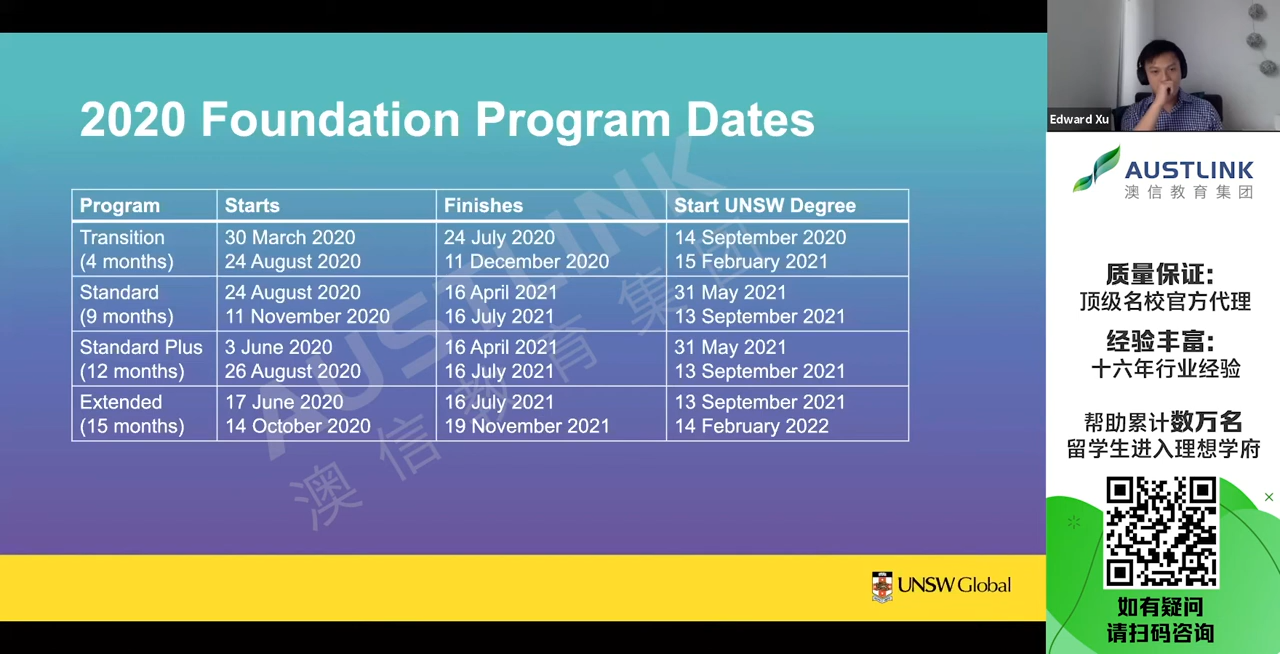 2020 Foundation Program Dates
Program Starts Finishes Start UNSW Degree
Transition 30 March 2020 24 July 2020 14 September 2020
(4 months) 24 August 2020 11 December 2020 15 February 2021
Standard 24 August 2020 16 April 2021 31 May 2021
(9 months) 11 November 2020 16 July 2021 13 September 2021
Standard Plus 3 June 2020 16 April 2021 31 May 2021
(12 months) 26 August 2020 16 July 2021 13 September 2021
Extended 17 June 2020 16 July 2021 13 September 2021
(15 months) 14 October 2020 19 November 2021 14 February 2022
AUSTLINK
澳信教育集团
UNSW Global
Edward Xu
AUSTLINK
澳信教育集团
质量保证:
顶级名校官方代理
经验丰富:
十六年行业经验
帮助累计数万名
留学生进入理想学府
如有疑问
请扫码咨询